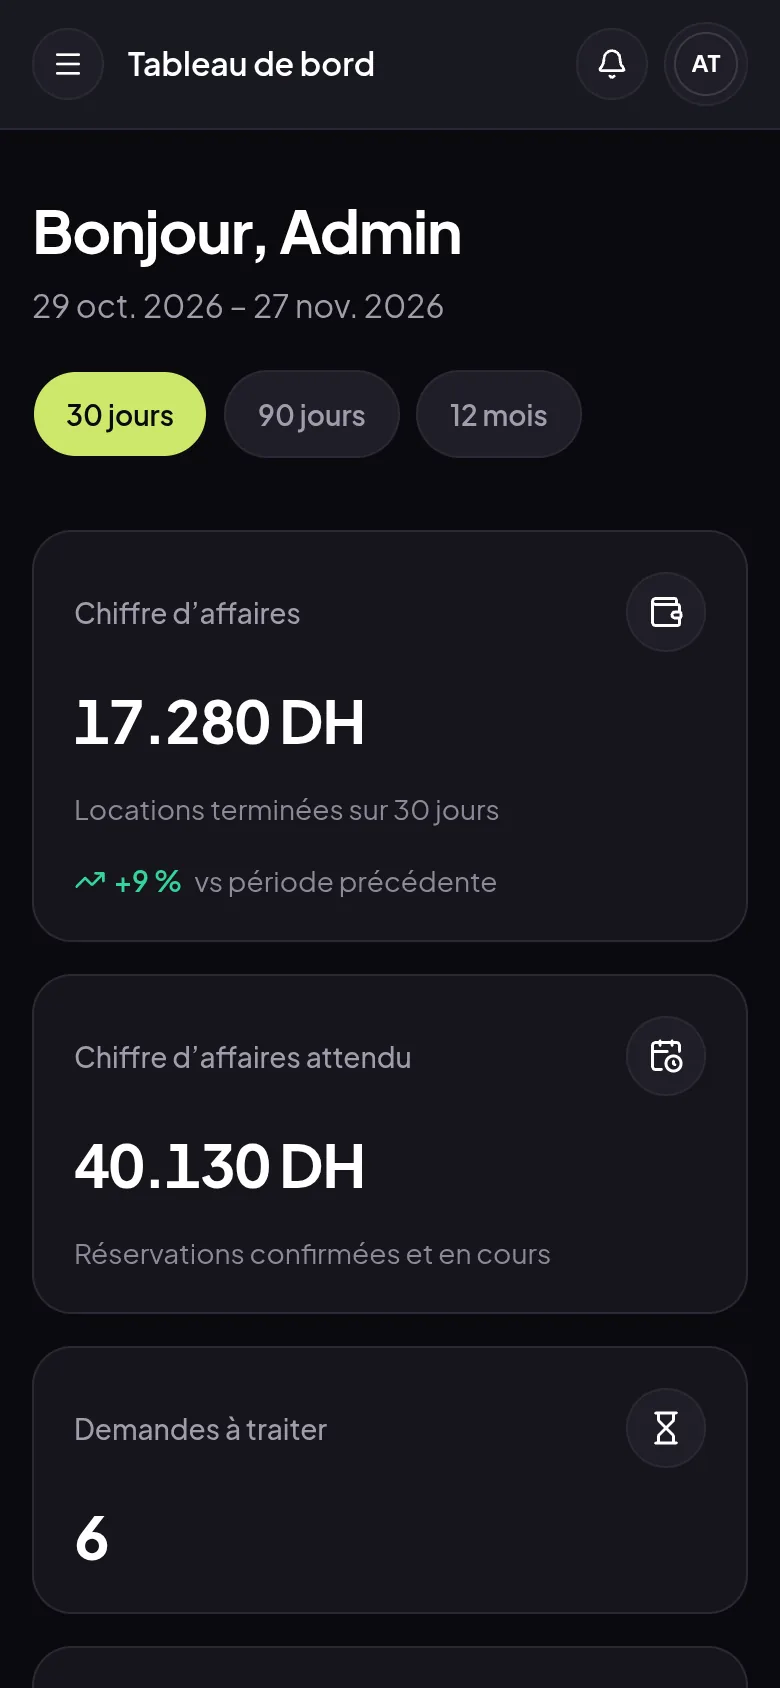 Tableau de bord
AT
Bonjour, Admin
29 oct. 2026 – 27 nov. 2026
30 jours
90 jours
12 mois
Chiffre d’affaires
17.280 DH
Locations terminées sur 30 jours
+9 % vs période précédente
Chiffre d’affaires attendu
40.130 DH
Réservations confirmées et en cours
Demandes à traiter
6